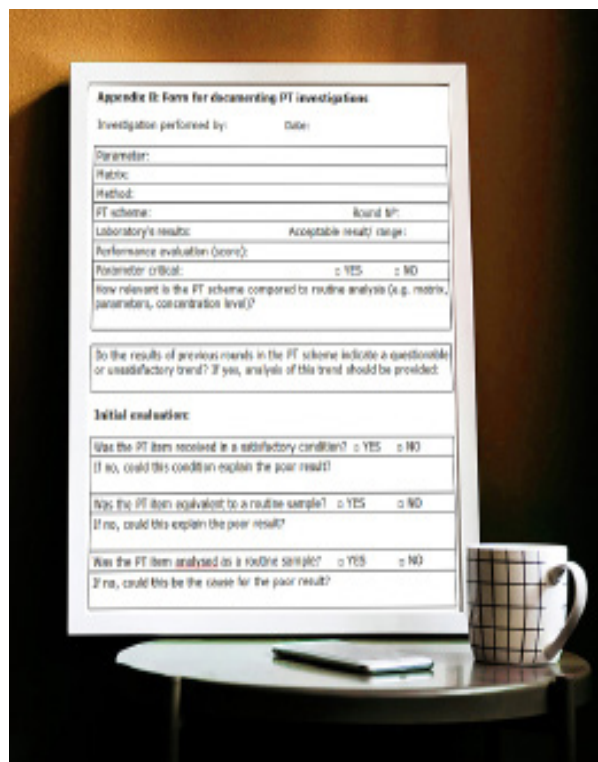 Appendix B: Form for documenting PT investigations
Investigation performed by: Date:
Parameter:
Matrix:
Method:
PT scheme: Round Nº:
Laboratory's results: Acceptable result/ range:
Performance evaluation (score):
Parameter critical: □ YES □ NO
How relevant is the PT scheme compared to routine analysis (e.g. matrix,
parameters, concentration level)?
Do the results of previous rounds in the PT scheme indicate a questionable
or unsatisfactory trend? If yes, analysis of this trend should be provided:
Initial evaluation:
Was the PT item received in a satisfactory condition? □ YES □ NO
If no, could this condition explain the poor result?
Was the PT item equivalent to a routine sample? □ YES □ NO
If no, could this explain the poor result?
Was the PT item analysed as a routine sample? □ YES □ NO
If no, could this be the cause for the poor result?